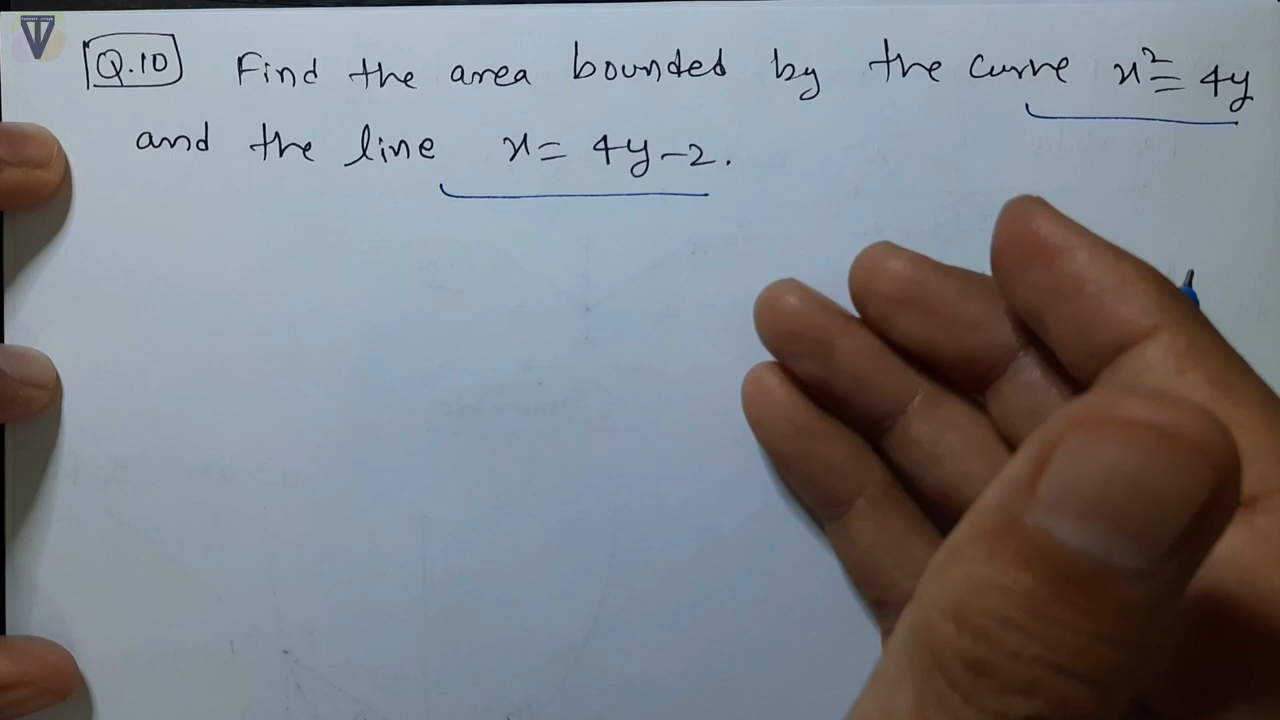 Q.10 Find the area bounded by the curve x² = 4y
and the line x = 4y - 2.